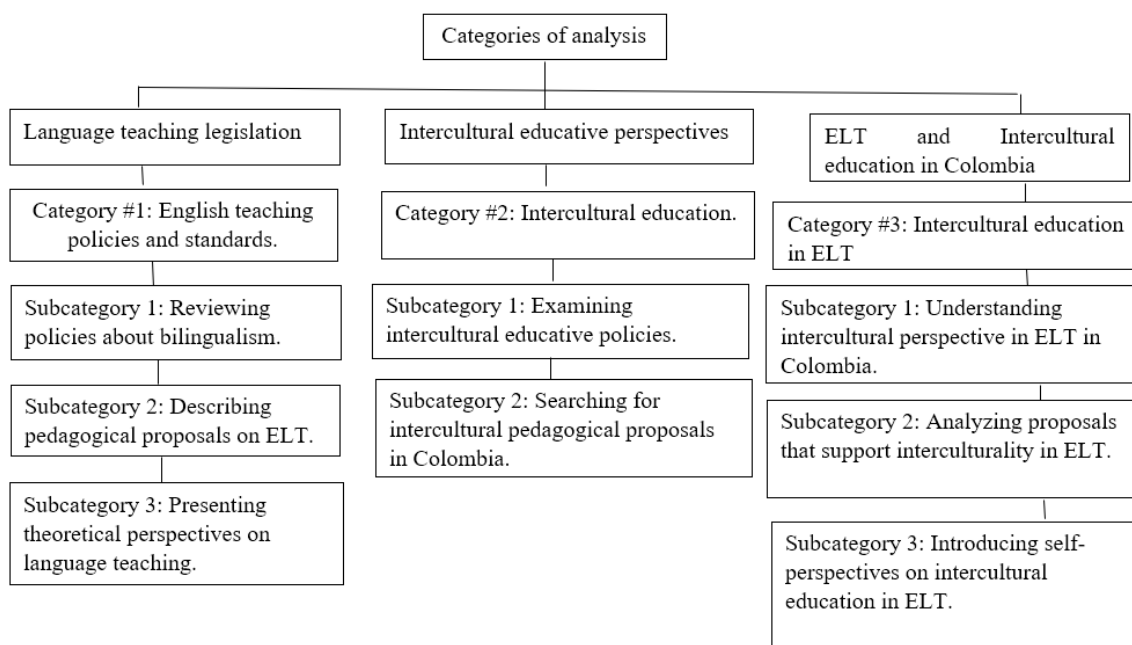 Categories of analysis
Language teaching legislation
Category #1: English teaching
policies and standards.
Subcategory 1: Reviewing
policies about bilingualism.
Subcategory 2: Describing
pedagogical proposals on ELT.
Subcategory 3: Presenting
theoretical perspectives on
language teaching.
Intercultural educative perspectives
Category #2: Intercultural education.
Subcategory 1: Examining
intercultural educative policies.
Subcategory 2: Searching for
intercultural pedagogical proposals
in Colombia.
ELT and Intercultural
education in Colombia
Category #3: Intercultural education
in ELT
Subcategory 1: Understanding
intercultural perspective in ELT in
Colombia.
Subcategory 2: Analyzing proposals
that support interculturality in ELT.
Subcategory 3: Introducing self-
perspectives on intercultural
education in ELT.